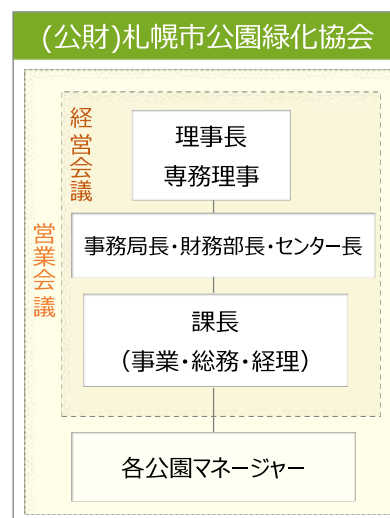 (公財)札幌市公園緑化協会
経営会議
理事長
専務理事
営業会議
事務局長・財務部長・センター長
課長
（事業・総務・経理）
各公園マネージャー